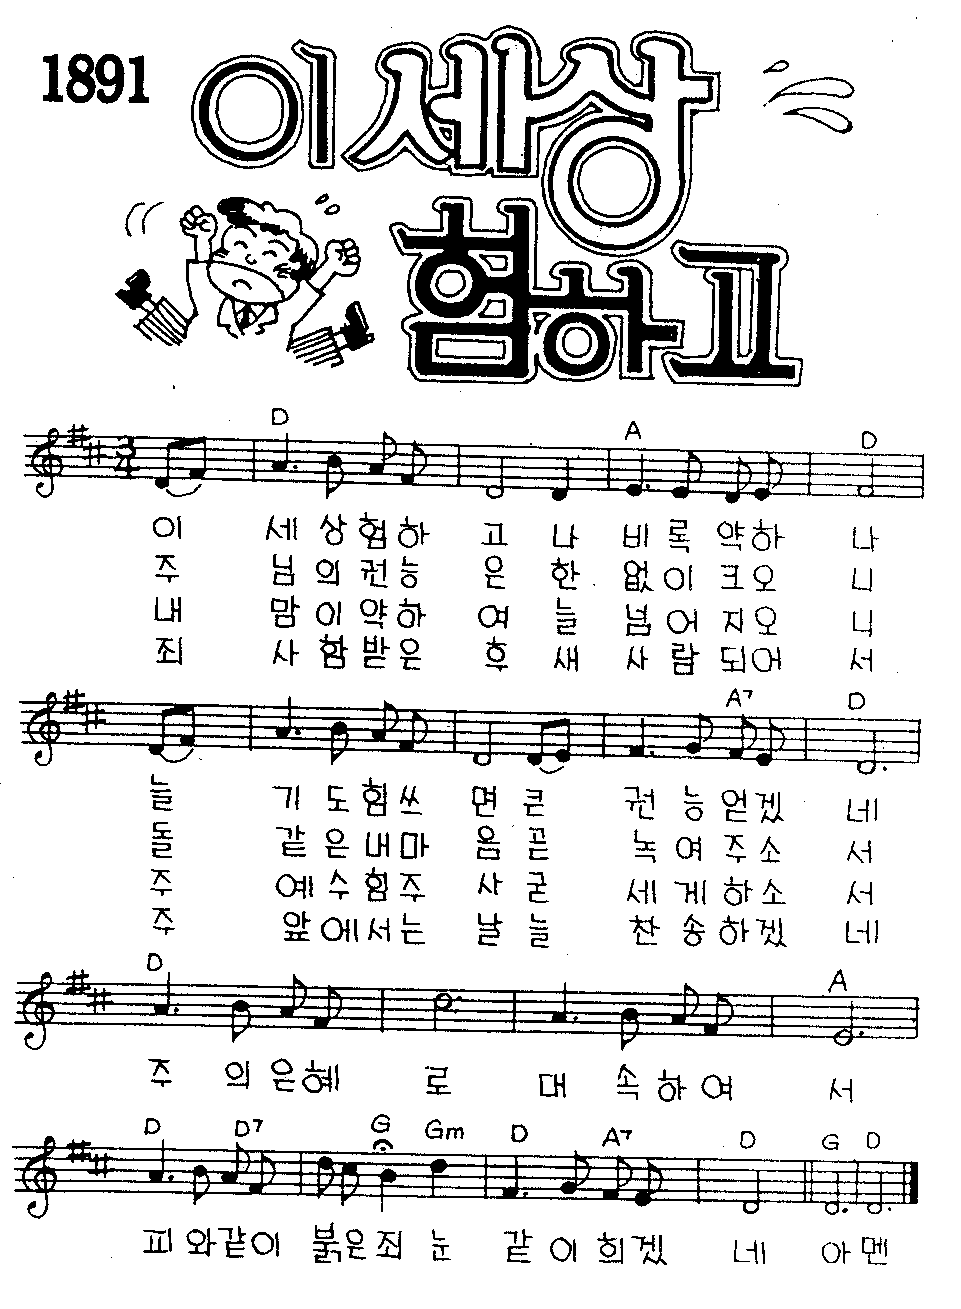 1891 이세상
험하고
D A D
이 세상험하 고 나 비록약하 나
주 님의권능 은 한 없이크오 니
내 맘이약하 여 늘 넘어지오 니
죄 사함받은 후 새 사람되어 서
A7 D
늘 기도힘쓰 면 큰 권능얻겠 네
돌 같은내마 음 곧 녹여주소 서
주 예수힘주 사 굳 세게하소 서
주 앞에서는 날 늘 찬송하겠 네
D A
주 의은혜 로 대 속하여 서
D D7 G Gm D A7 D G D
피 와같이 붉은죄 눈 같이희겠 네 아멘